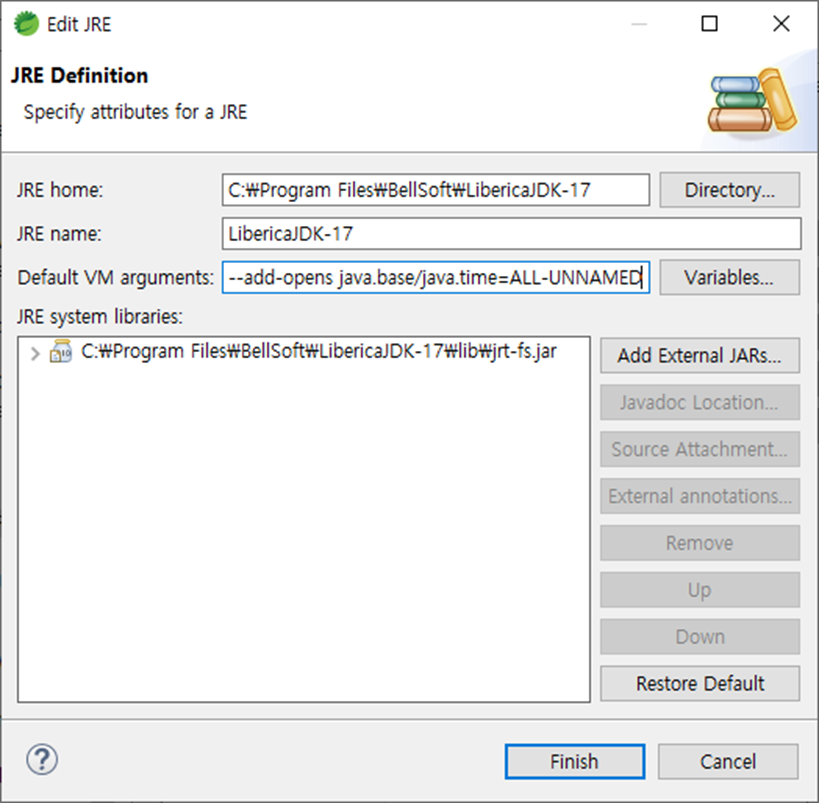 Edit JRE
JRE Definition
Specify attributes for a JRE
JRE home:
C:₩Program Files₩BellSoft₩LibericaJDK-17
Directory...
JRE name:
LibericaJDK-17
Default VM arguments:
--add-opens java.base/java.time=ALL-UNNAMED
Variables...
JRE system libraries:
C:₩Program Files₩BellSoft₩LibericaJDK-17₩lib₩jrt-fs.jar
Add External JARs...
Javadoc Location...
Source Attachment...
External annotations...
Remove
Up
Down
Restore Default
?
Finish
Cancel